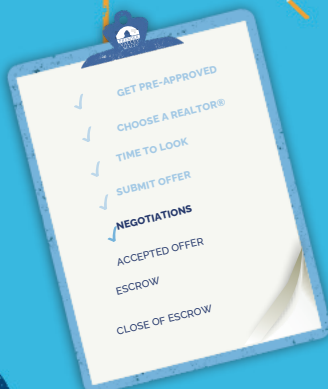 GET PRE-APPROVED
CHOOSE A REALTOR®
TIME TO LOOK
SUBMIT OFFER
NEGOTIATIONS
ACCEPTED OFFER
ESCROW
CLOSE OF ESCROW